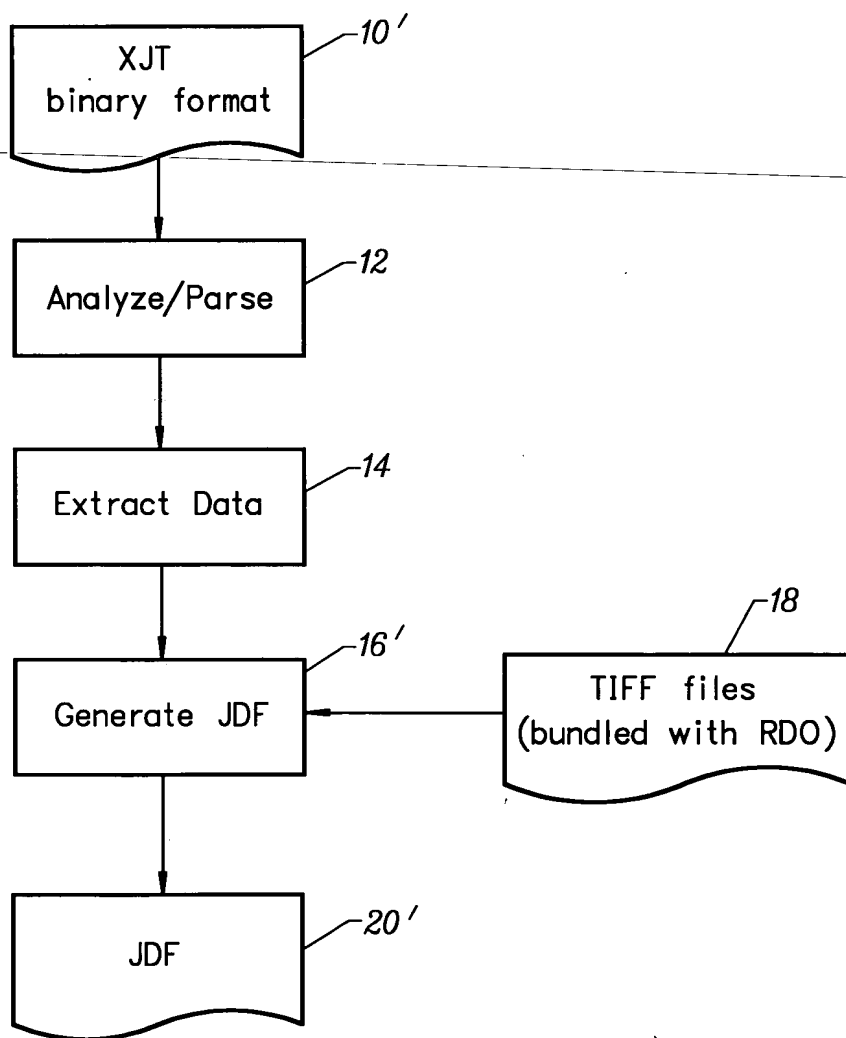 XJT
binary format
10'
Analyze/Parse
12
Extract Data
14
Generate JDF
16'
TIFF files
(bundled with RDO)
18
JDF
20'